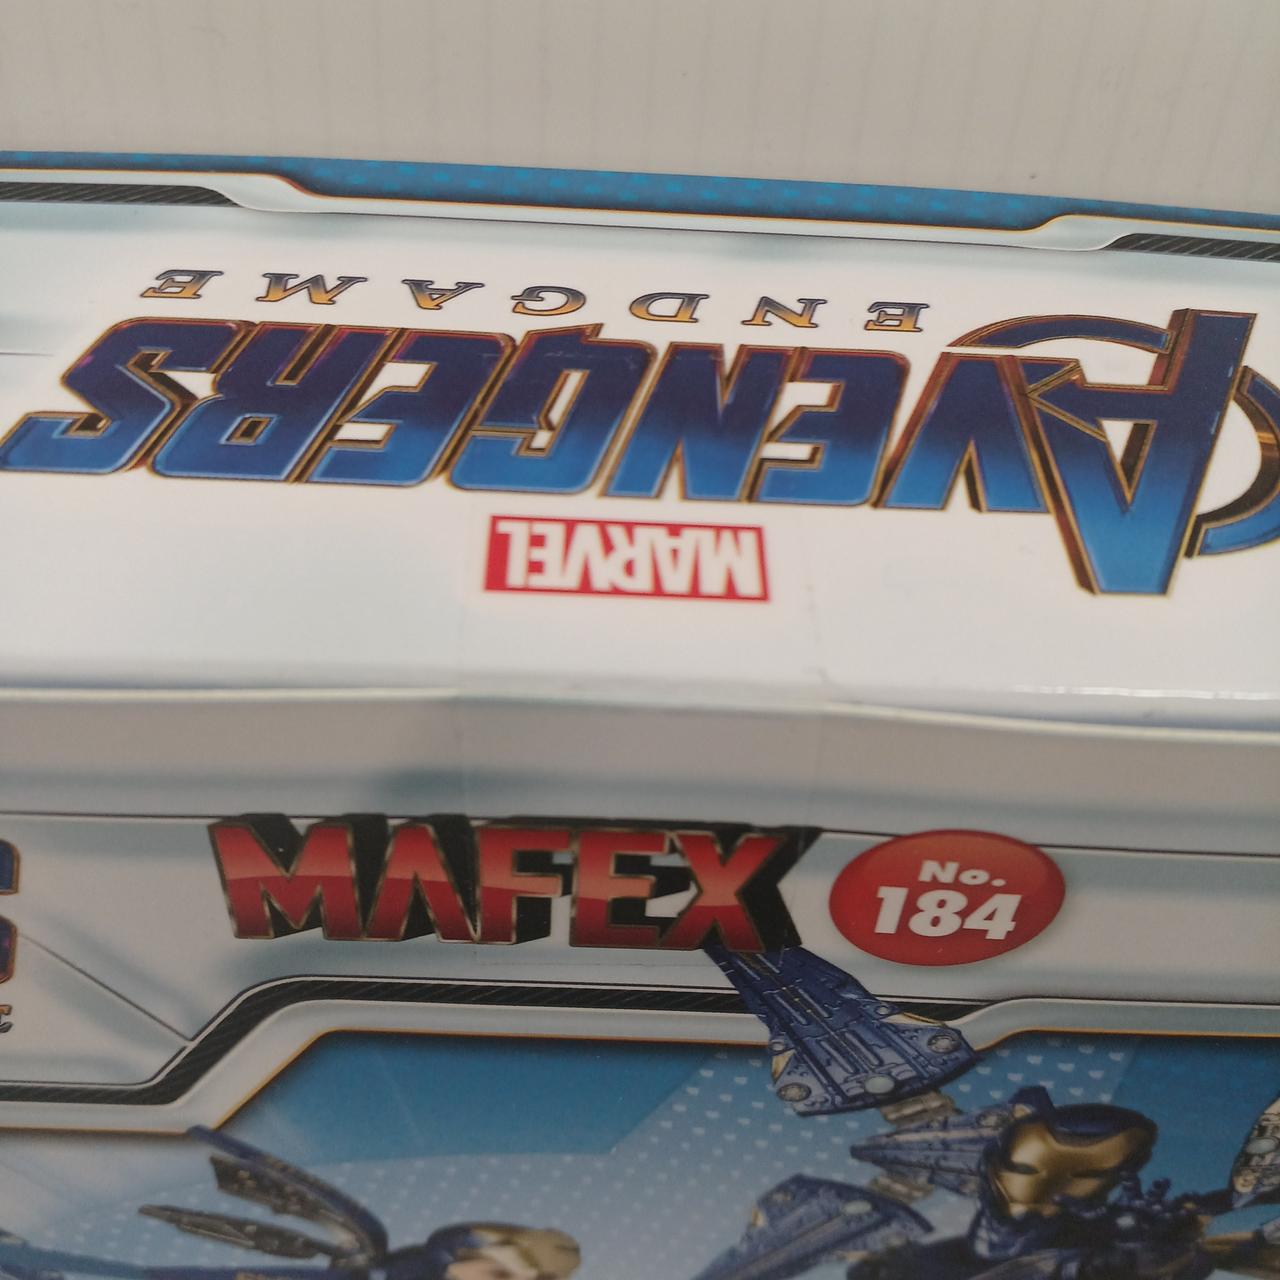 MARVEL
AVENGERS
ENDGAME
MAFEX
No.
184